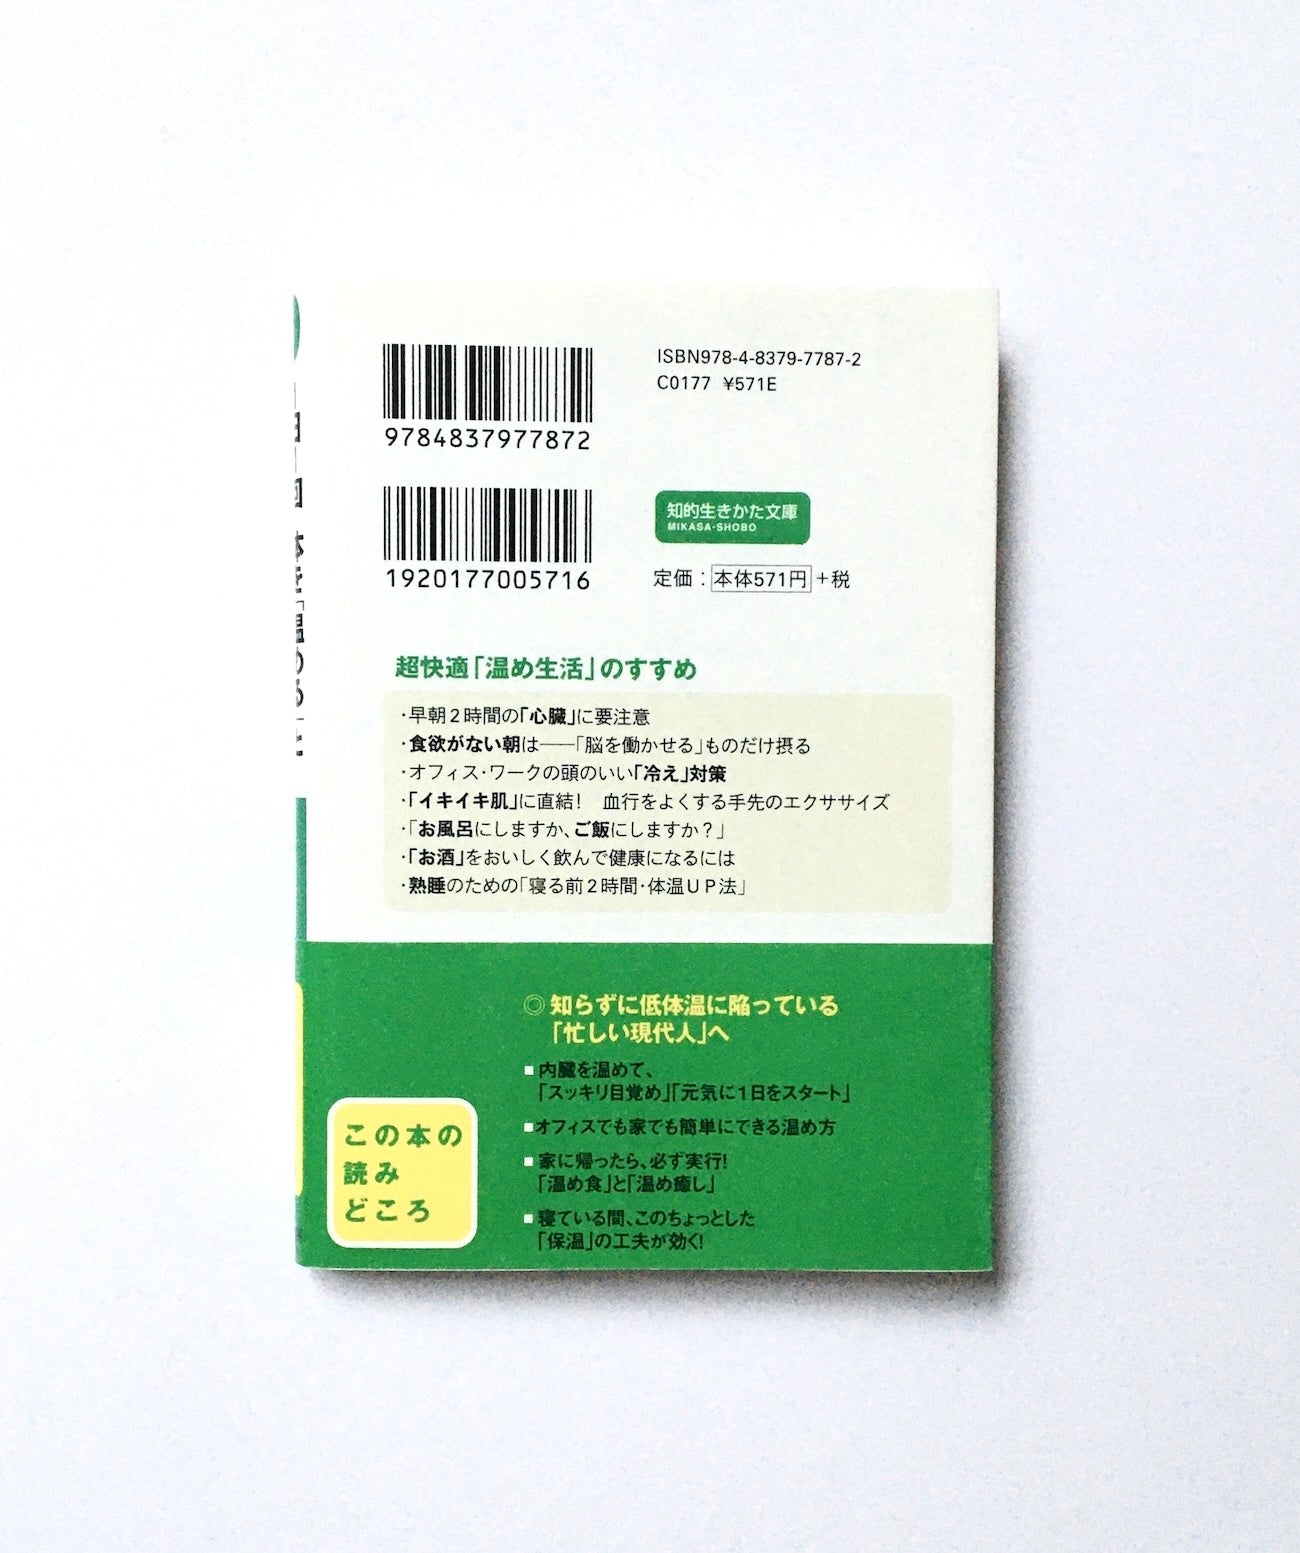 9784837977872
ISBN978-4-8379-7787-2
C0177 ¥571E
1920177005716
知的生きかた文庫
MIKASA-SHOBO
定価：本体571円＋税
超快適「温め生活」のすすめ
・早朝２時間の「心臓」に要注意
・食欲がない朝は――「脳を働かせる」ものだけ摂る
・オフィス・ワークの頭のいい「冷え」対策
・「イキイキ肌」に直結！　血行をよくする手先のエクササイズ
・「お風呂にしますか、ご飯にしますか？」
・「お酒」をおいしく飲んで健康になるには
・熟睡のための「寝る前２時間・体温ＵＰ法」
◎知らずに低体温に陥っている
「忙しい現代人」へ
■内臓を温めて、
「スッキリ目覚め」「元気に1日をスタート」
■オフィスでも家でも簡単にできる温め方
■家に帰ったら、必ず実行！
「温め食」と「温め癒し」
■寝ている間、このちょっとした
「保温」の工夫が効く！
この本の
読み
どころ